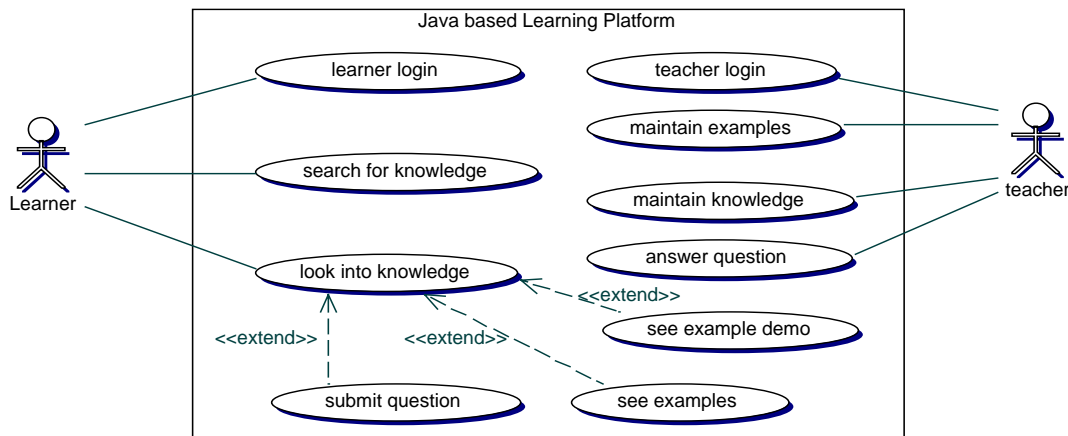 Java based Learning Platform
learner login
teacher login
maintain examples
search for knowledge
Learner
teacher
maintain knowledge
answer question
look into knowledge
<<extend>>
see example demo
<<extend>>
<<extend>>
submit question
see examples